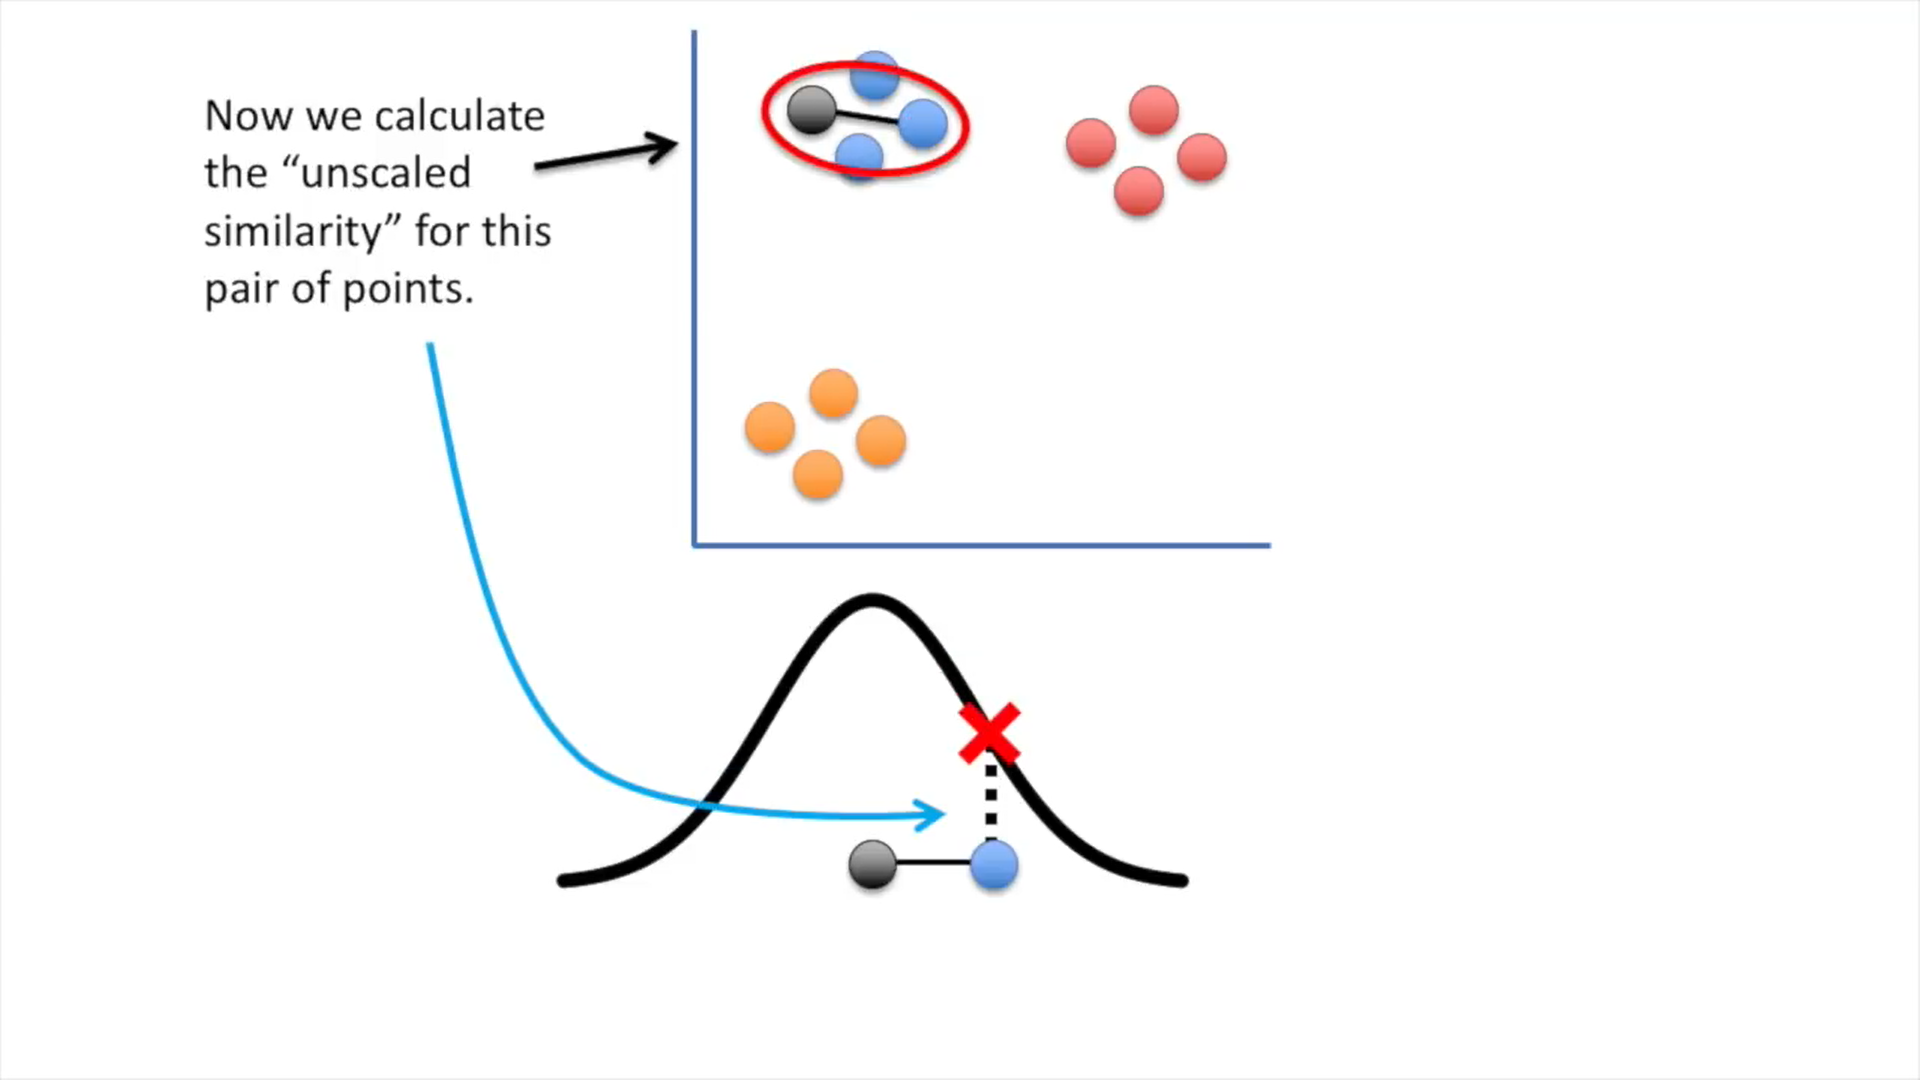 Now we calculate
the “unscaled
similarity” for this
pair of points.